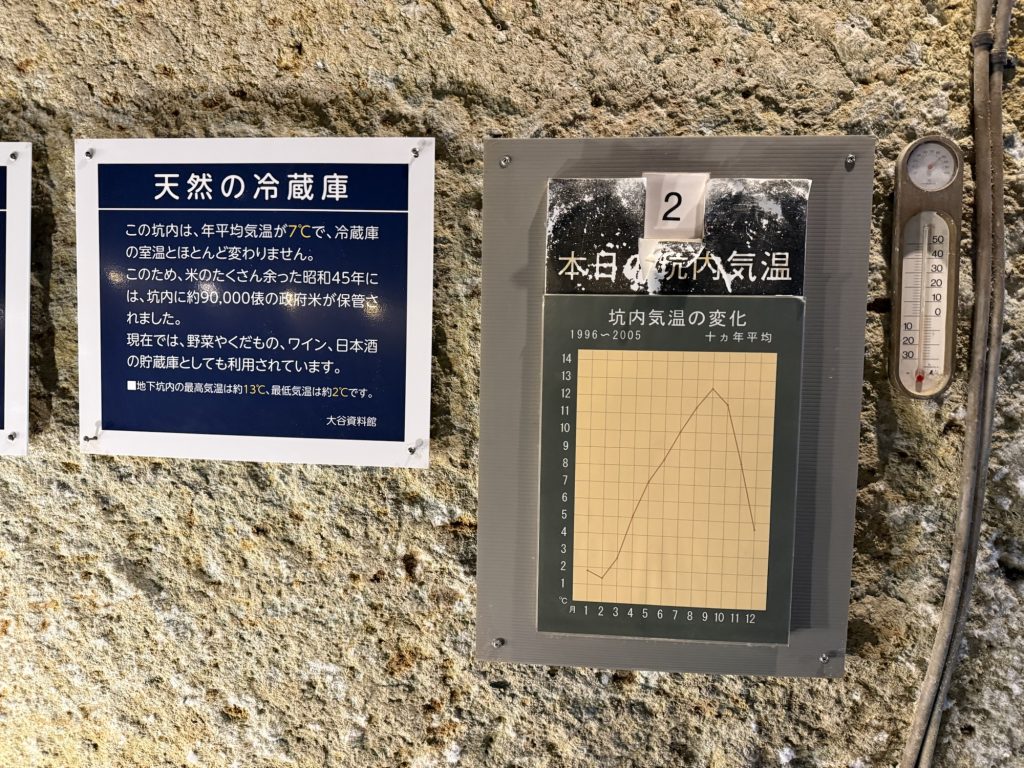 天然の冷蔵庫
この坑内は、年平均気温が7℃で、冷蔵庫
の室温とほとんど変わりません。
このため、米のたくさん余った昭和45年に
は、坑内に約90,000俵の政府米が保管さ
れました。
現在では、野菜やくだもの、ワイン、日本酒
の貯蔵庫としても利用されています。
■地下坑内の最高気温は約13℃、最低気温は約2℃です。
大谷資料館
2
本日の坑内気温
坑内気温の変化
1996〜2005 十ヵ年平均
14
13
12
11
10
9
8
7
6
5
4
3
2
1
℃
月 1 2 3 4 5 6 7 8 9 10 11 12
50
40
30
20
10
0
10
20
30